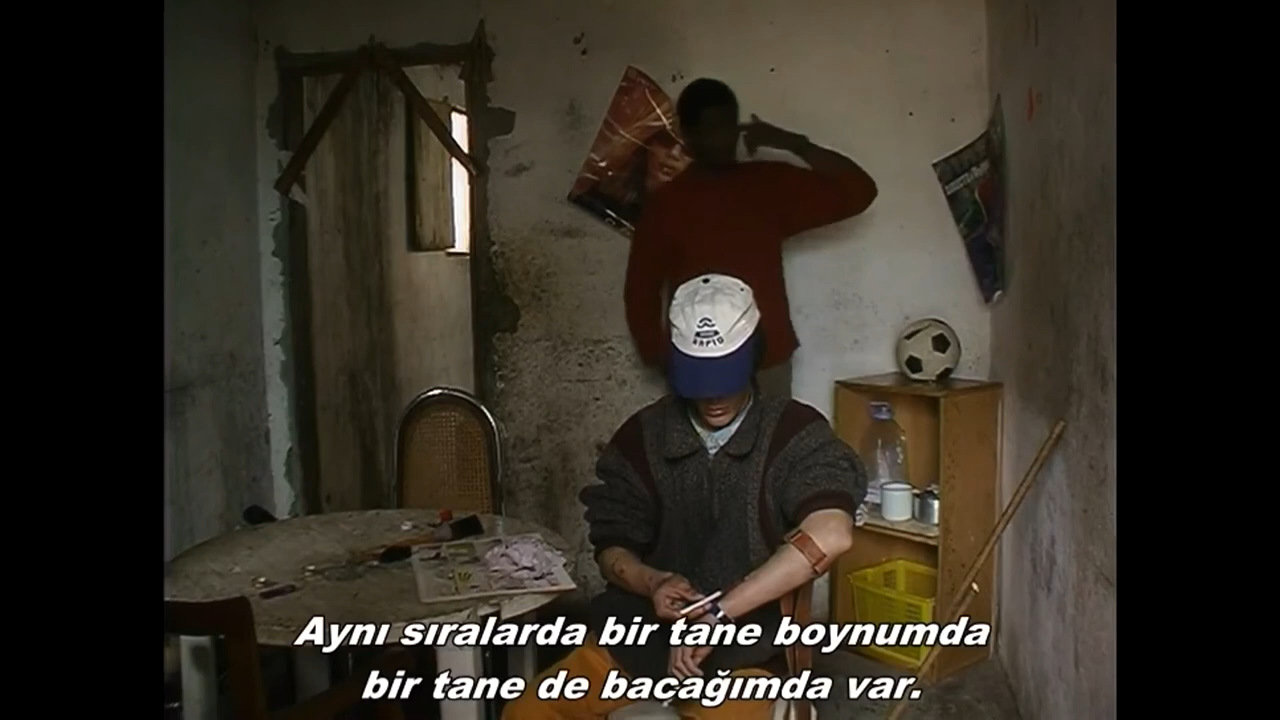 Aynı sıralarda bir tane boynumda
bir tane de bacağımda var.